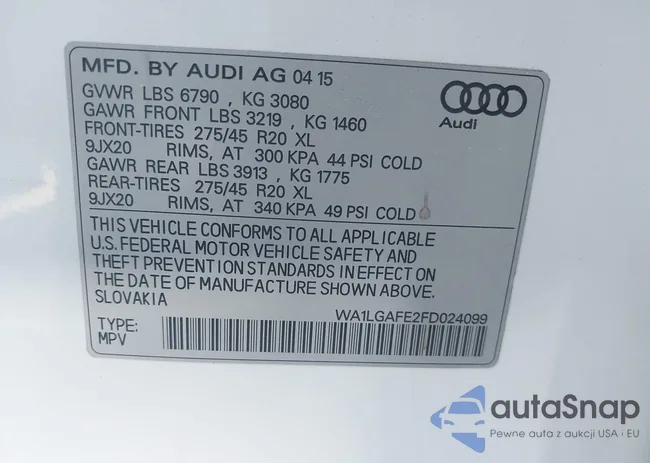 MFD. BY AUDI AG 04 15
GVWR LBS 6790 , KG 3080
GAWR FRONT LBS 3219 , KG 1460
FRONT-TIRES 275/45 R20 XL
9JX20 RIMS, AT 300 KPA 44 PSI COLD
GAWR REAR LBS 3913 , KG 1775
REAR-TIRES 275/45 R20 XL
9JX20 RIMS, AT 340 KPA 49 PSI COLD
THIS VEHICLE CONFORMS TO ALL APPLICABLE
U.S. FEDERAL MOTOR VEHICLE SAFETY AND
THEFT PREVENTION STANDARDS IN EFFECT ON
THE DATE OF MANUFACTURE SHOWN ABOVE.
SLOVAKIA
WA1LGAFE2FD024099
TYPE:
MPV
Audi
autaSnap
Pewne auta z aukcji USA i EU